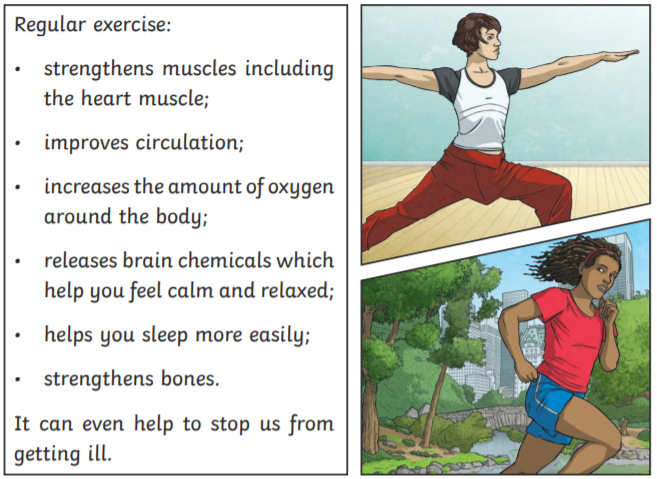 Regular exercise:
• strengthens muscles including
the heart muscle;
• improves circulation;
• increases the amount of oxygen
around the body;
• releases brain chemicals which
help you feel calm and relaxed;
• helps you sleep more easily;
• strengthens bones.
It can even help to stop us from
getting ill.